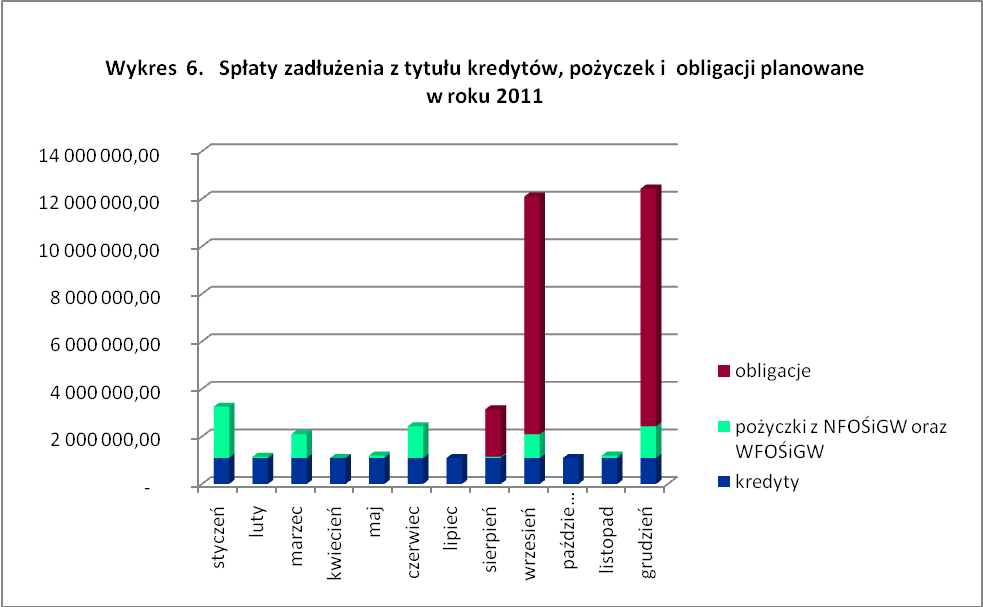 Wykres 6. Spłaty zadłużenia z tytułu kredytów, pożyczek i obligacji planowane
w roku 2011
14 000 000,00
12 000 000,00
10 000 000,00
8 000 000,00
6 000 000,00
4 000 000,00
2 000 000,00
-
styczeń
luty
marzec
kwiecień
maj
czerwiec
lipiec
sierpień
wrzesień
paździe...
listopad
grudzień
obligacje
pożyczki z NFOŚiGW oraz
WFOŚiGW
kredyty